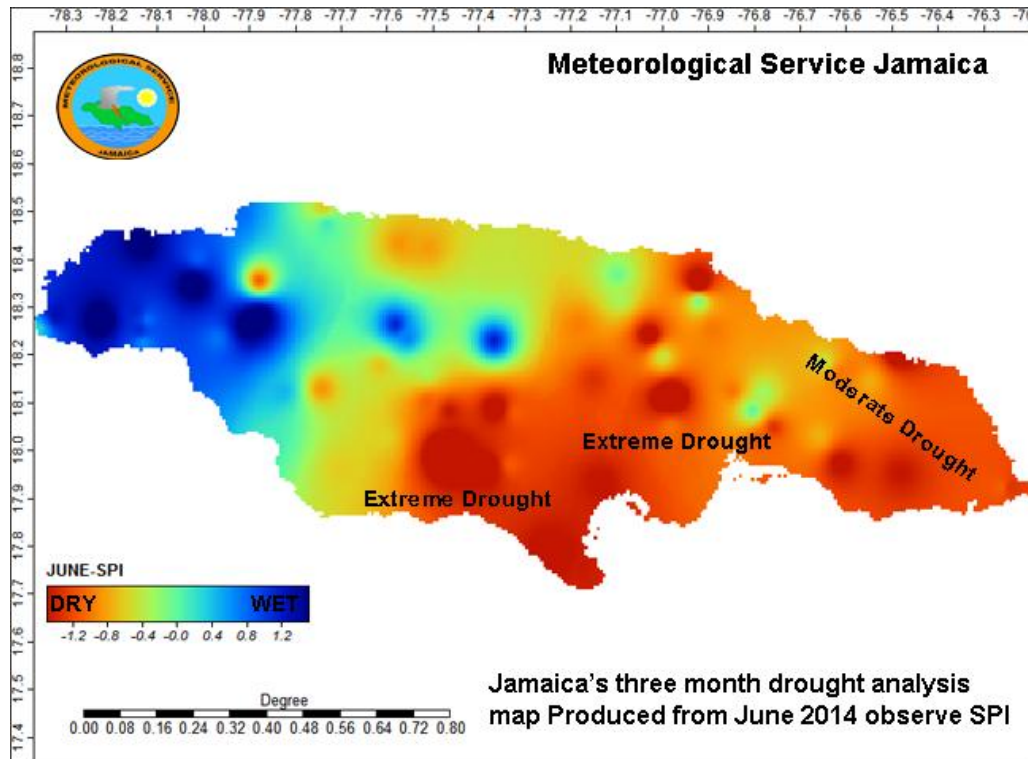 -78.3 -78.2 -78.1 -78.0 -77.9 -77.8 -77.7 -77.6 -77.5 -77.4 -77.3 -77.2 -77.1 -77.0 -76.9 -76.8 -76.7 -76.6 -76.5 -76.4 -76.3
Meteorological Service Jamaica
METEOROLOGICAL SERVICE
JAMAICA
18.8
18.7
18.6
18.5
18.4
18.3
18.2
18.1
18.0
17.9
17.8
17.7
17.6
17.5
17.4
Moderate Drought
Extreme Drought
Extreme Drought
JUNE-SPI
DRY WET
-1.2 -0.8 -0.4 -0.0 0.4 0.8 1.2
Degree
0.00 0.08 0.16 0.24 0.32 0.40 0.48 0.56 0.64 0.72 0.80
Jamaica's three month drought analysis
map Produced from June 2014 observe SPI